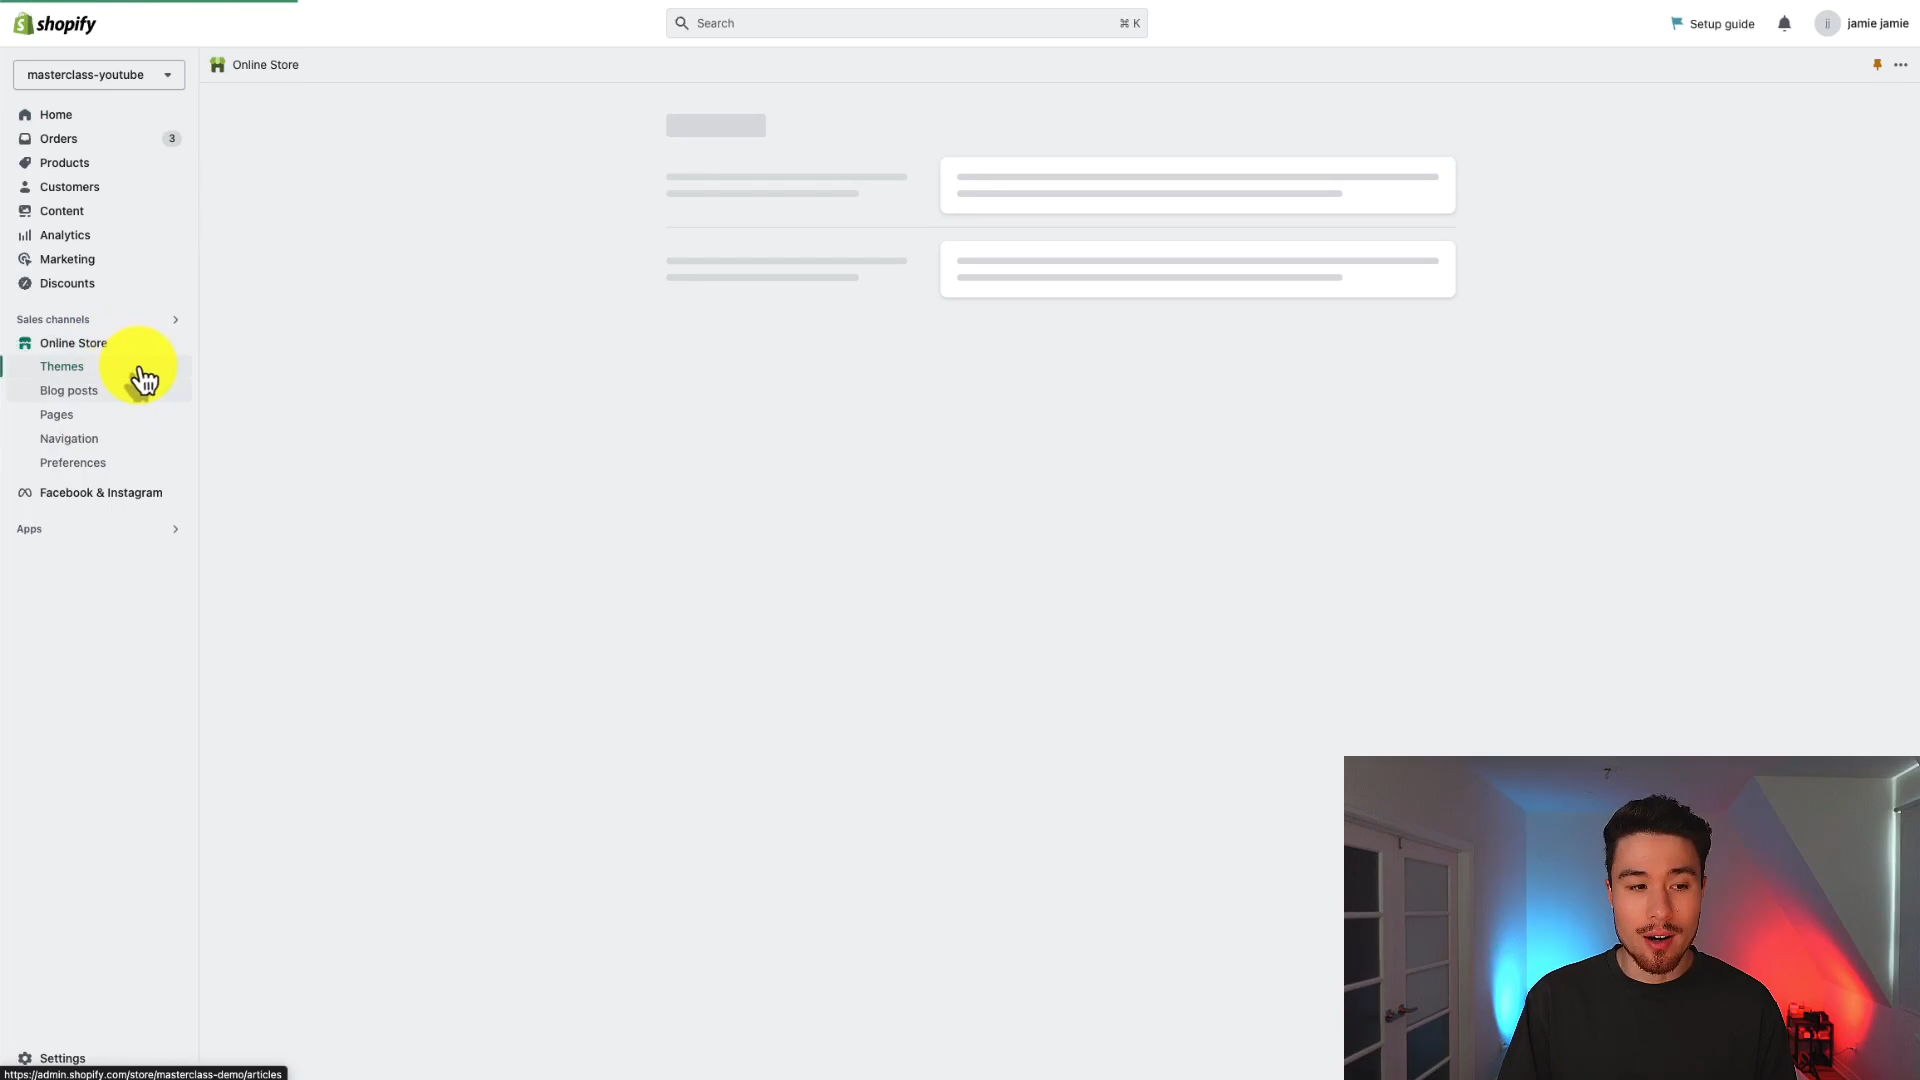 shopify
Search
⌘ K
Setup guide
jj
jamie jamie
masterclass-youtube
Online Store
Home
Orders
3
Products
Customers
Content
Analytics
Marketing
Discounts
Sales channels
Online Store
Themes
Blog posts
Pages
Navigation
Preferences
Facebook & Instagram
Apps
Settings
https://admin.shopify.com/store/masterclass-demo/articles